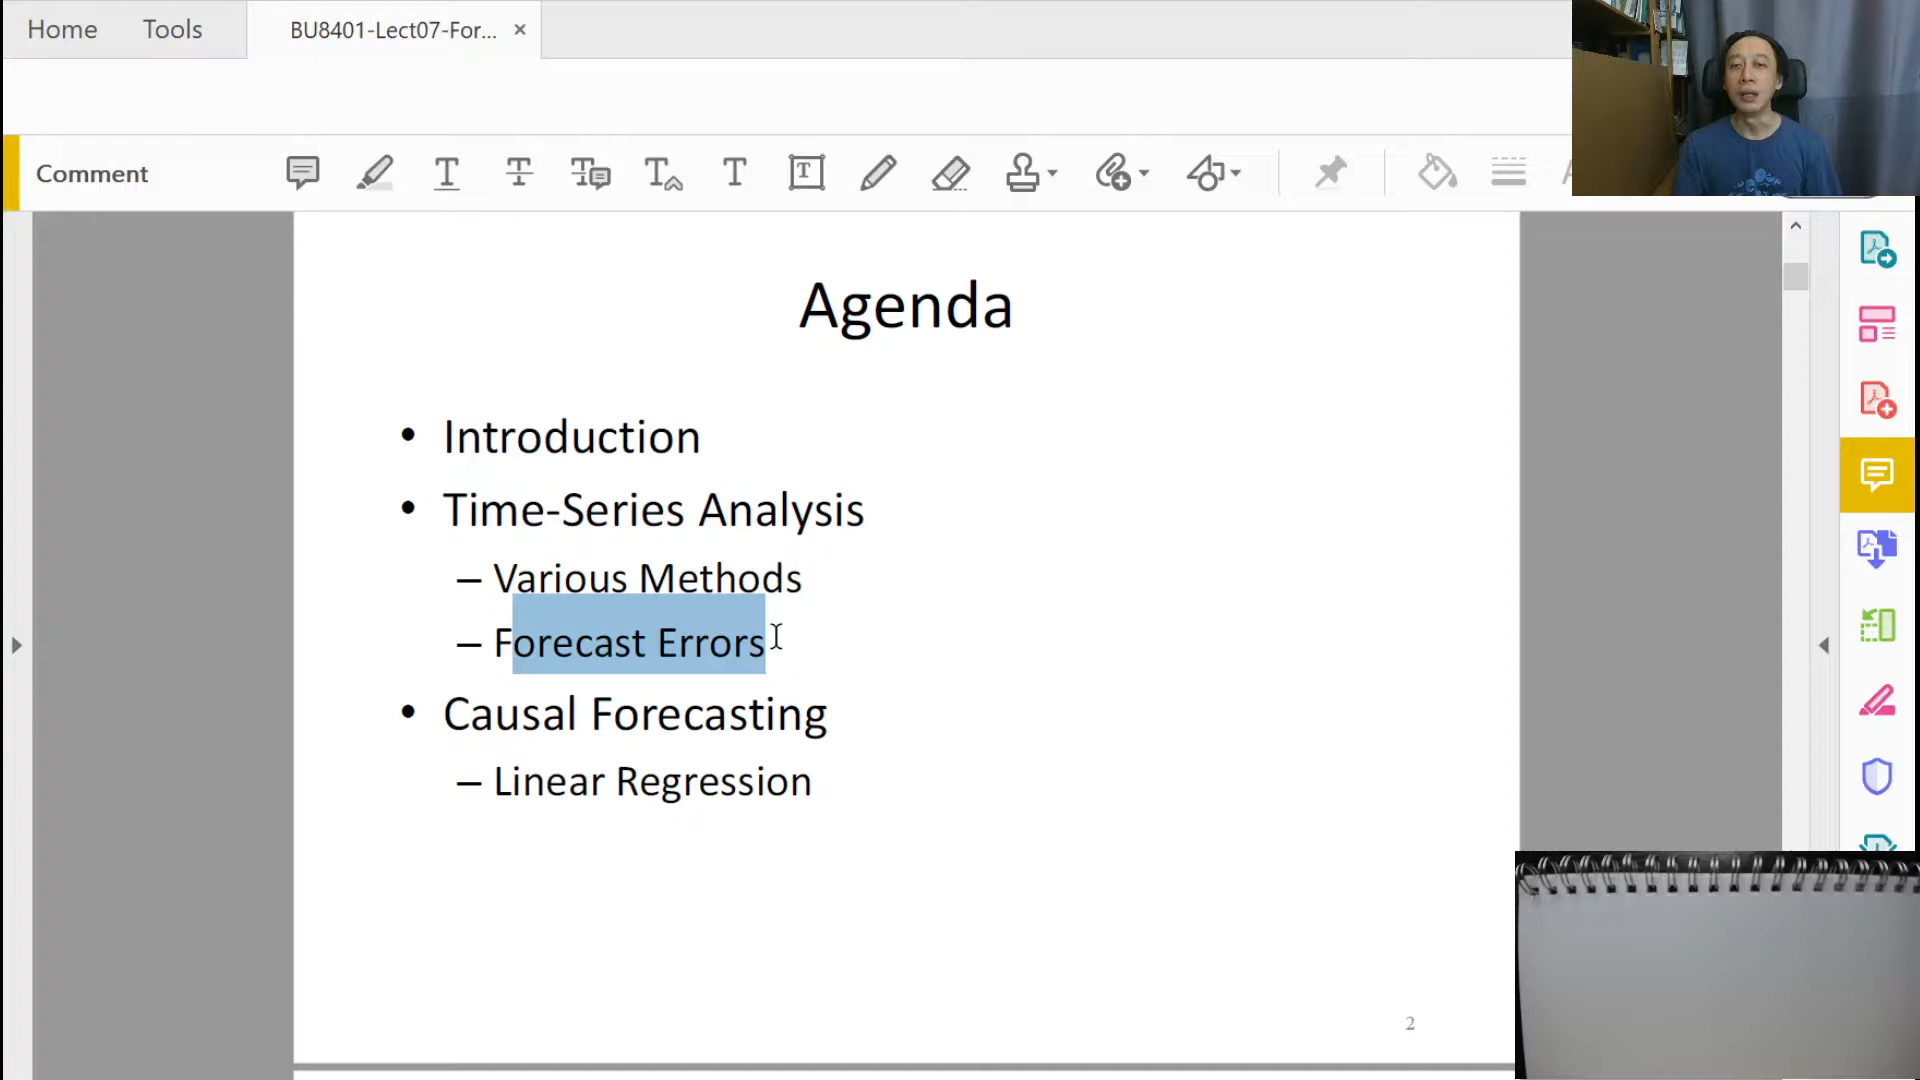 Home Tools BU8401-Lect07-For... ×
Comment
Agenda
• Introduction
• Time-Series Analysis
– Various Methods
– Forecast Errors
• Causal Forecasting
– Linear Regression
2